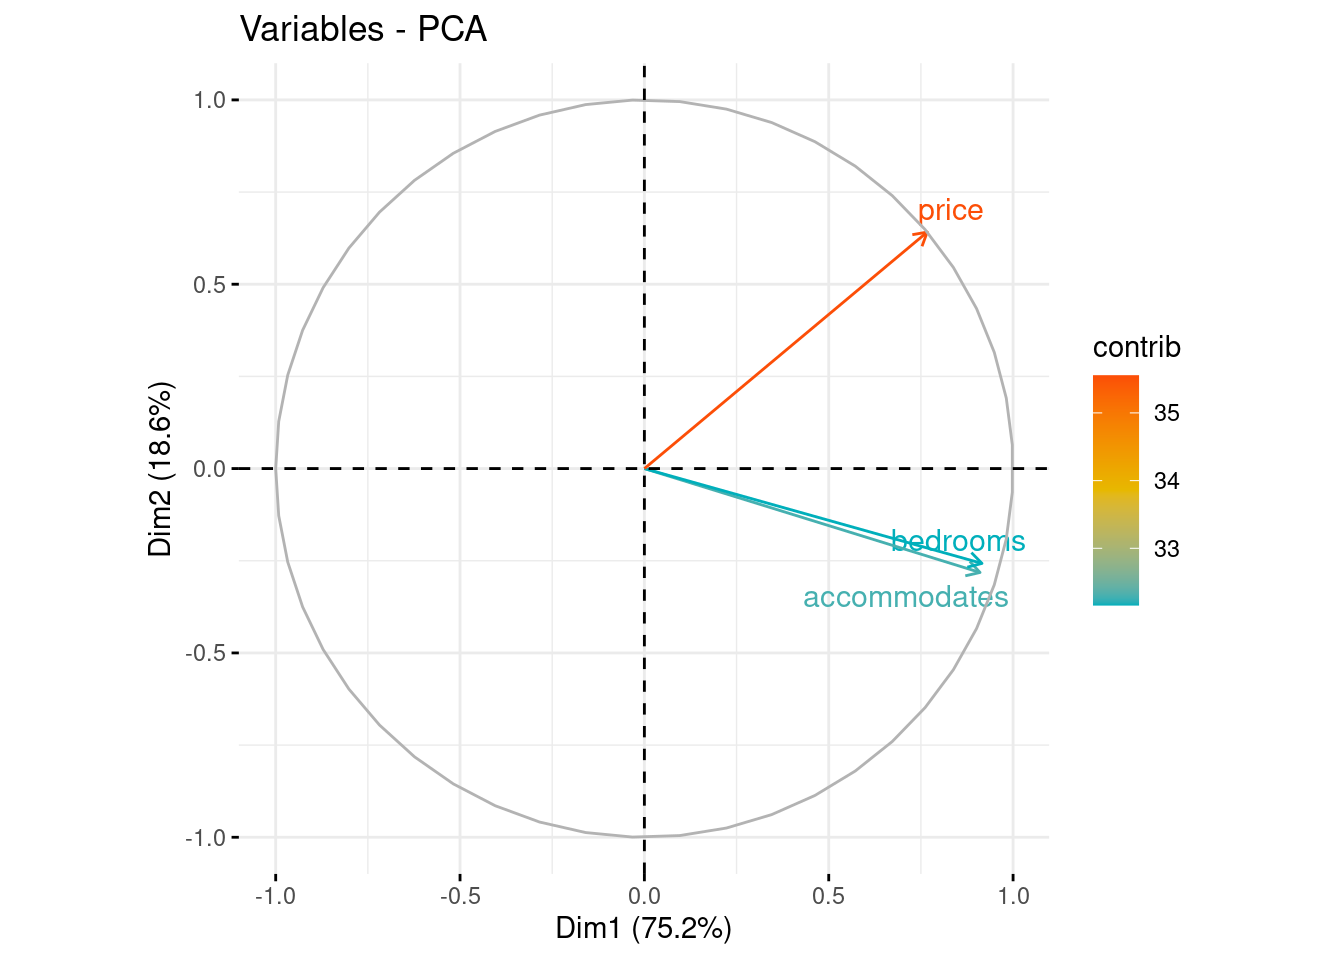 Variables - PCA
1.0
0.5
0.0
-0.5
-1.0
Dim2 (18.6%)
price
bedrooms
accommodates
-1.0
-0.5
0.0
0.5
1.0
Dim1 (75.2%)
contrib
35
34
33